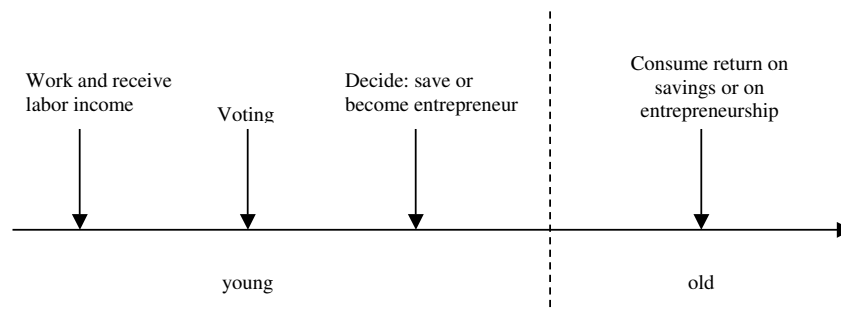 Work and receive
labor income
Voting
Decide: save or
become entrepreneur
Consume return on
savings or on
entrepreneurship
young
old